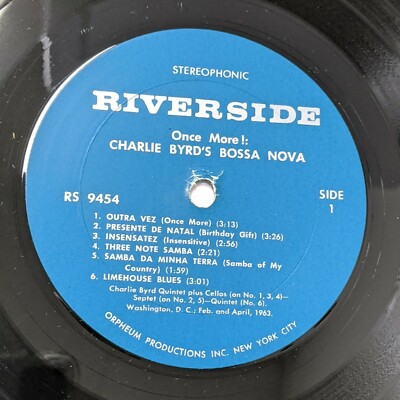 STEREOPHONIC
RIVERSIDE
Once More!:
CHARLIE BYRD'S BOSSA NOVA
RS 9454
SIDE
1
1. OUTRA VEZ (Once More) (3:13)
2. PRESENTE DE NATAL (Birthday Gift) (3:26)
3. INSENSATEZ (Insensitive) (2:56)
4. THREE NOTE SAMBA (2:21)
5. SAMBA DA MINHA TERRA (Samba of My
Country) (1:59)
6. LIMEHOUSE BLUES (3:01)
Charlie Byrd Quintet plus Cellos (on No. 1, 3, 4)—
Septet (on No. 2, 5)—Quintet (No. 6).
Washington, D.C.; Feb. and April, 1963.
ORPHEUM PRODUCTIONS INC. NEW YORK CITY